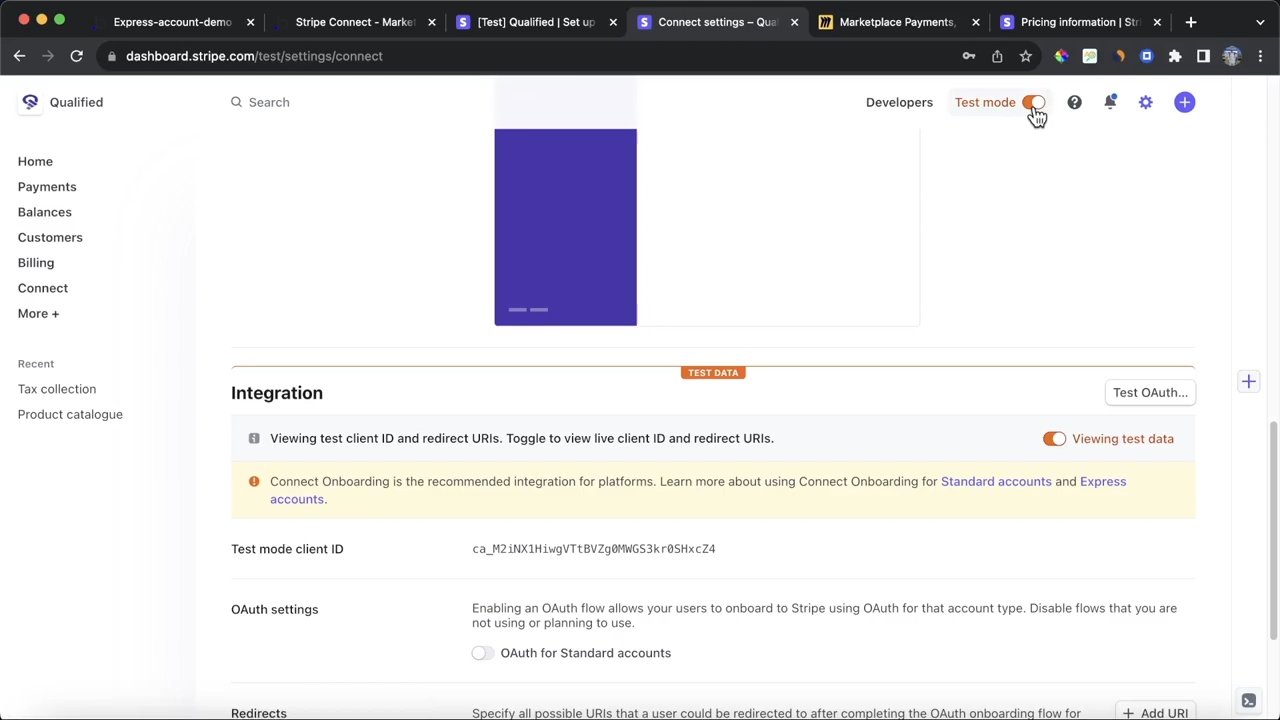 Express-account-demo
Stripe Connect - Market
[Test] Qualified | Set up
Connect settings – Qual
Marketplace Payments,
Pricing information | Stri
dashboard.stripe.com/test/settings/connect
Qualified
Search
Developers
Test mode
Home
Payments
Balances
Customers
Billing
Connect
More +
Recent
Tax collection
Product catalogue
TEST DATA
Integration
Test OAuth...
Viewing test client ID and redirect URIs. Toggle to view live client ID and redirect URIs.
Viewing test data
Connect Onboarding is the recommended integration for platforms. Learn more about using Connect Onboarding for Standard accounts and Express
accounts.
Test mode client ID
ca_M2iNX1HiwgVTtBVZg0MWGS3kr0SHxcZ4
OAuth settings
Enabling an OAuth flow allows your users to onboard to Stripe using OAuth for that account type. Disable flows that you are
not using or planning to use.
OAuth for Standard accounts
Redirects
Specify all possible URIs that a user could be redirected to after completing the OAuth onboarding flow for
+ Add URI